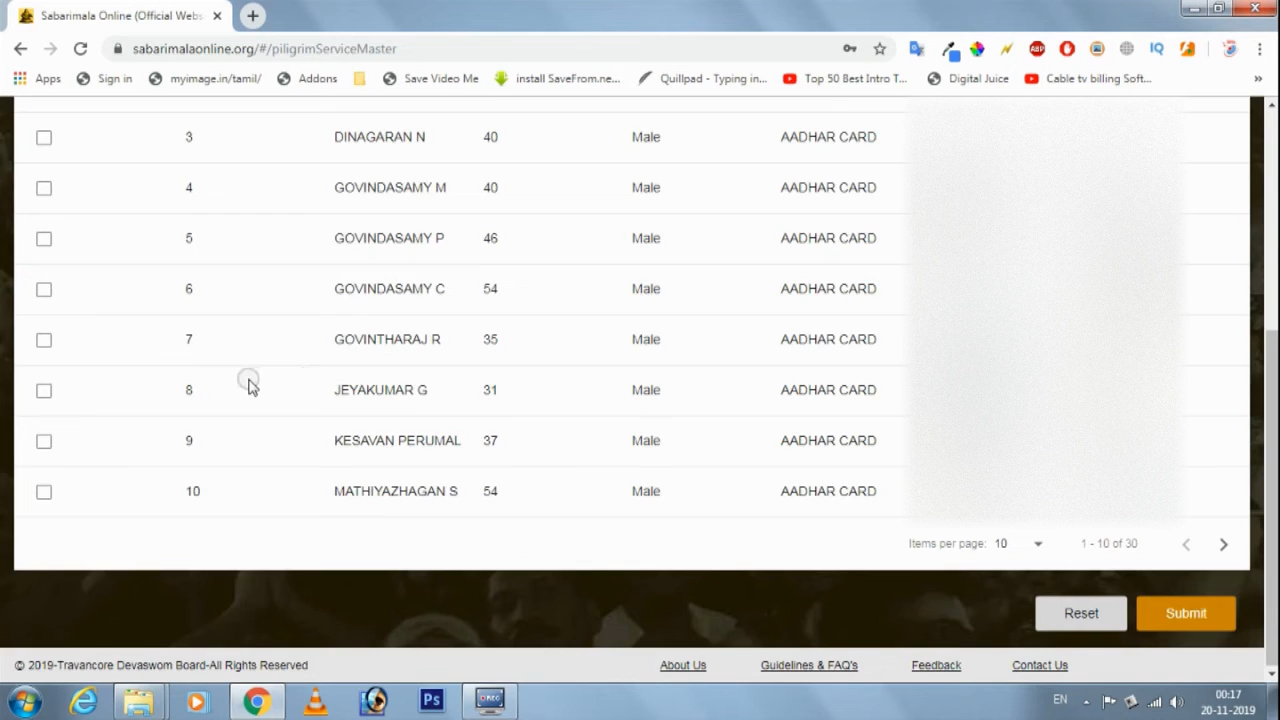 Sabarimala Online (Official Webs
sabarimalaonline.org/#/piligrimServiceMaster
Apps Sign in myimage.in/tamil/ Addons Save Video Me install SaveFrom.ne... Quillpad - Typing in... Top 50 Best Intro T... Digital Juice Cable tv billing Soft... »
3 DINAGARAN N 40 Male AADHAR CARD
4 GOVINDASAMY M 40 Male AADHAR CARD
5 GOVINDASAMY P 46 Male AADHAR CARD
6 GOVINDASAMY C 54 Male AADHAR CARD
7 GOVINTHARAJ R 35 Male AADHAR CARD
8 JEYAKUMAR G 31 Male AADHAR CARD
9 KESAVAN PERUMAL 37 Male AADHAR CARD
10 MATHIYAZHAGAN S 54 Male AADHAR CARD
Items per page: 10 1 - 10 of 30
Reset Submit
© 2019-Travancore Devaswom Board-All Rights Reserved About Us Guidelines & FAQ's Feedback Contact Us
EN 00:17
20-11-2019